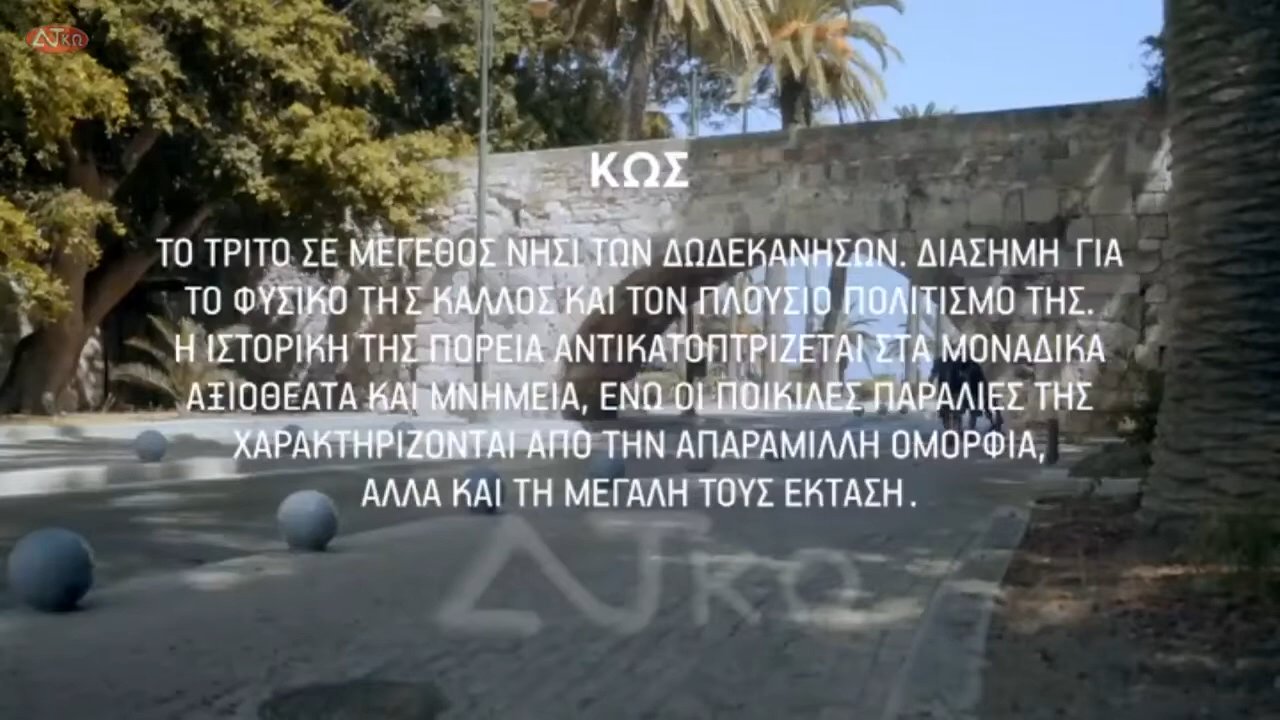 ΔΤΚΩ
ΚΩΣ
ΤΟ ΤΡΙΤΟ ΣΕ ΜΕΓΕΘΟΣ ΝΗΣΙ ΤΩΝ ΔΩΔΕΚΑΝΗΣΩΝ. ΔΙΑΣΗΜΗ ΓΙΑ
ΤΟ ΦΥΣΙΚΟ ΤΗΣ ΚΑΛΛΟΣ ΚΑΙ ΤΟΝ ΠΛΟΥΣΙΟ ΠΟΛΙΤΙΣΜΟ ΤΗΣ.
Η ΙΣΤΟΡΙΚΗ ΤΗΣ ΠΟΡΕΙΑ ΑΝΤΙΚΑΤΟΠΤΡΙΖΕΤΑΙ ΣΤΑ ΜΟΝΑΔΙΚΑ
ΑΞΙΟΘΕΑΤΑ ΚΑΙ ΜΝΗΜΕΙΑ, ΕΝΩ ΟΙ ΠΟΙΚΙΛΕΣ ΠΑΡΑΛΙΕΣ ΤΗΣ
ΧΑΡΑΚΤΗΡΙΖΟΝΤΑΙ ΑΠΟ ΤΗΝ ΑΠΑΡΑΜΙΛΛΗ ΟΜΟΡΦΙΑ,
ΑΛΛΑ ΚΑΙ ΤΗ ΜΕΓΑΛΗ ΤΟΥΣ ΕΚΤΑΣΗ.
ΔΤΚΩ